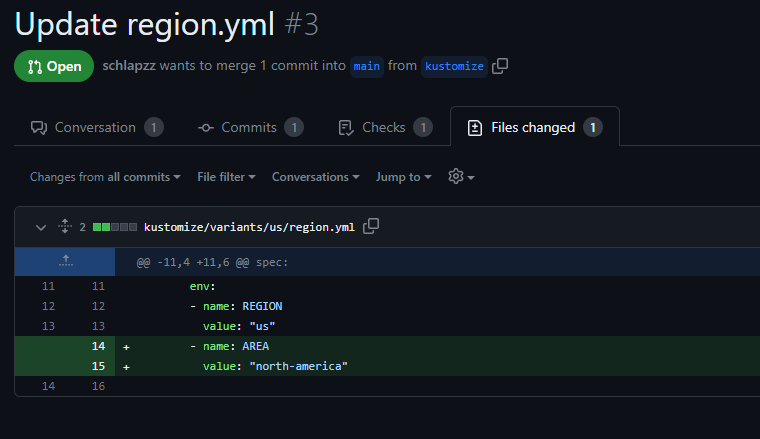 Update region.yml #3
Open schlapzz wants to merge 1 commit into main from kustomize
Conversation 1 Commits 1 Checks 1 Files changed 1
Changes from all commits File filter Conversations Jump to
2 kustomize/variants/us/region.yml
@@ -11,4 +11,6 @@ spec:
11 11 env:
12 12 - name: REGION
13 13 value: "us"
14 + - name: AREA
15 + value: "north-america"
14 16